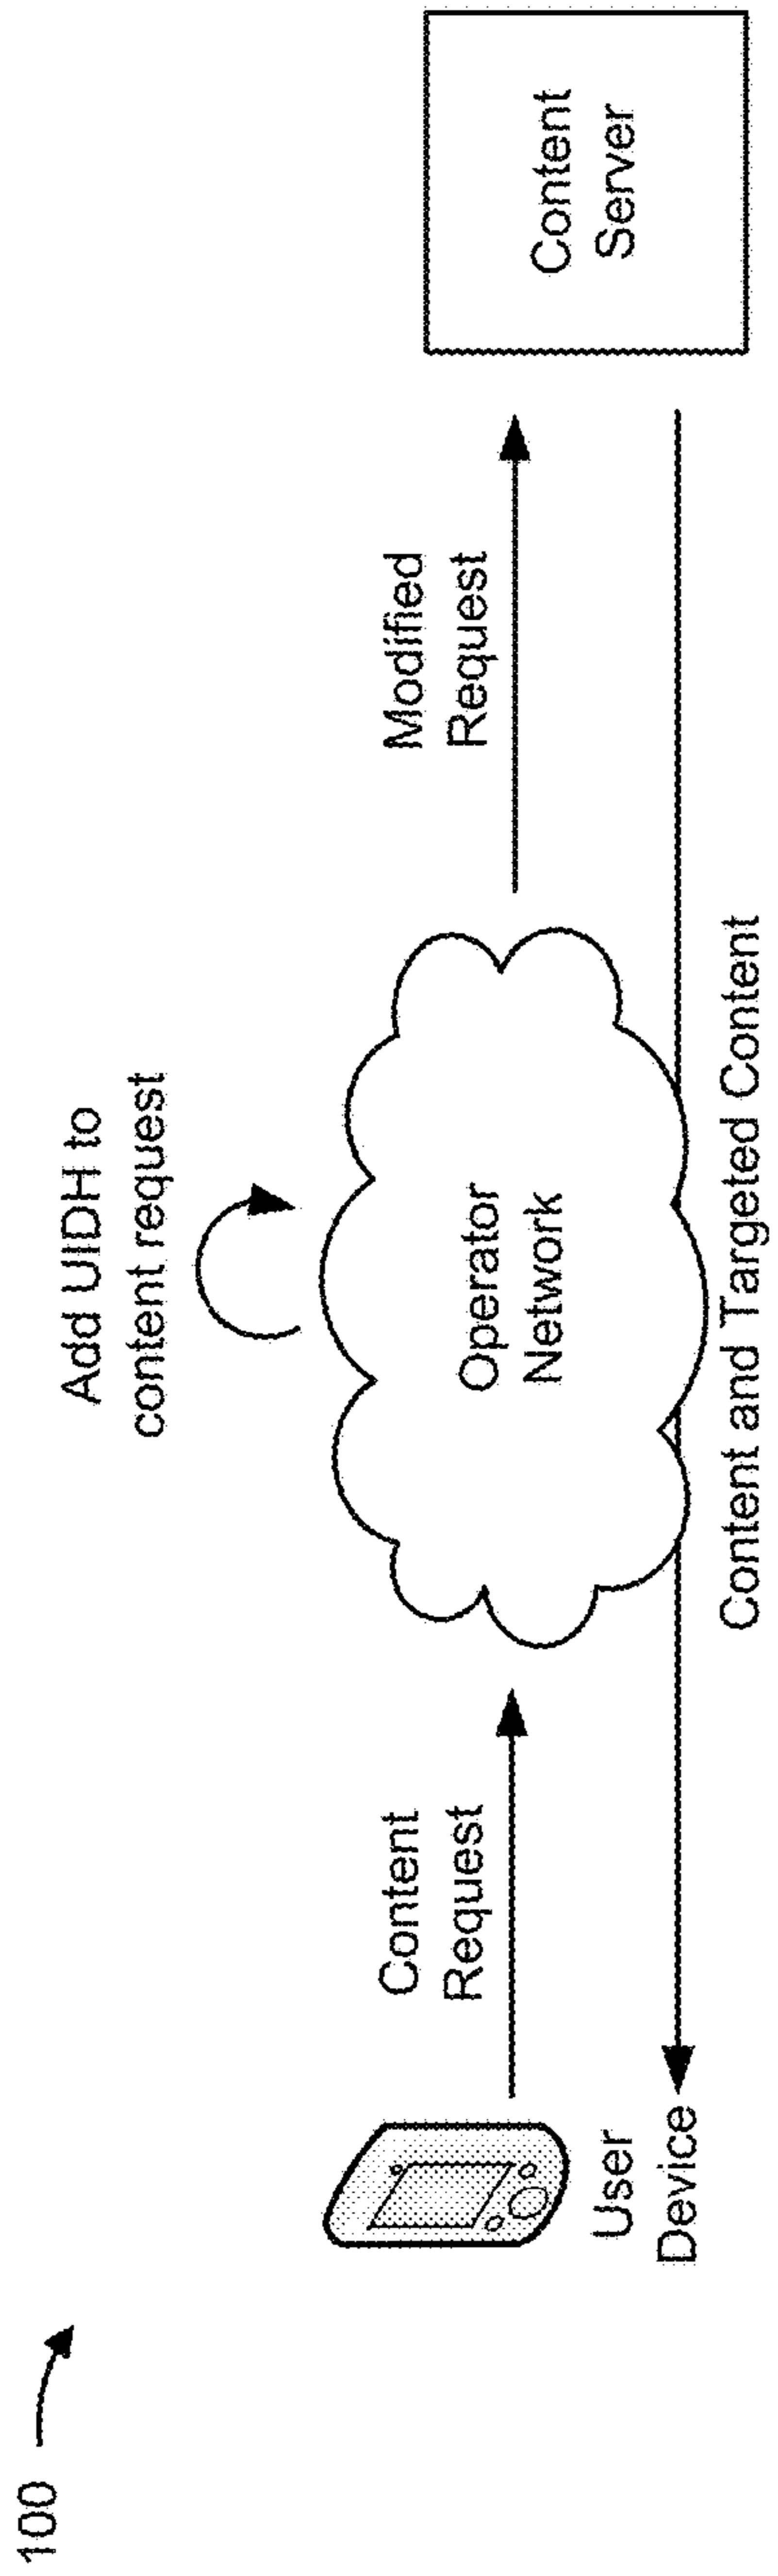 100
Add UIDH to
content request
Content
Request
Modified
Request
Operator
Network
Content
Server
User
Device
Content and Targeted Content